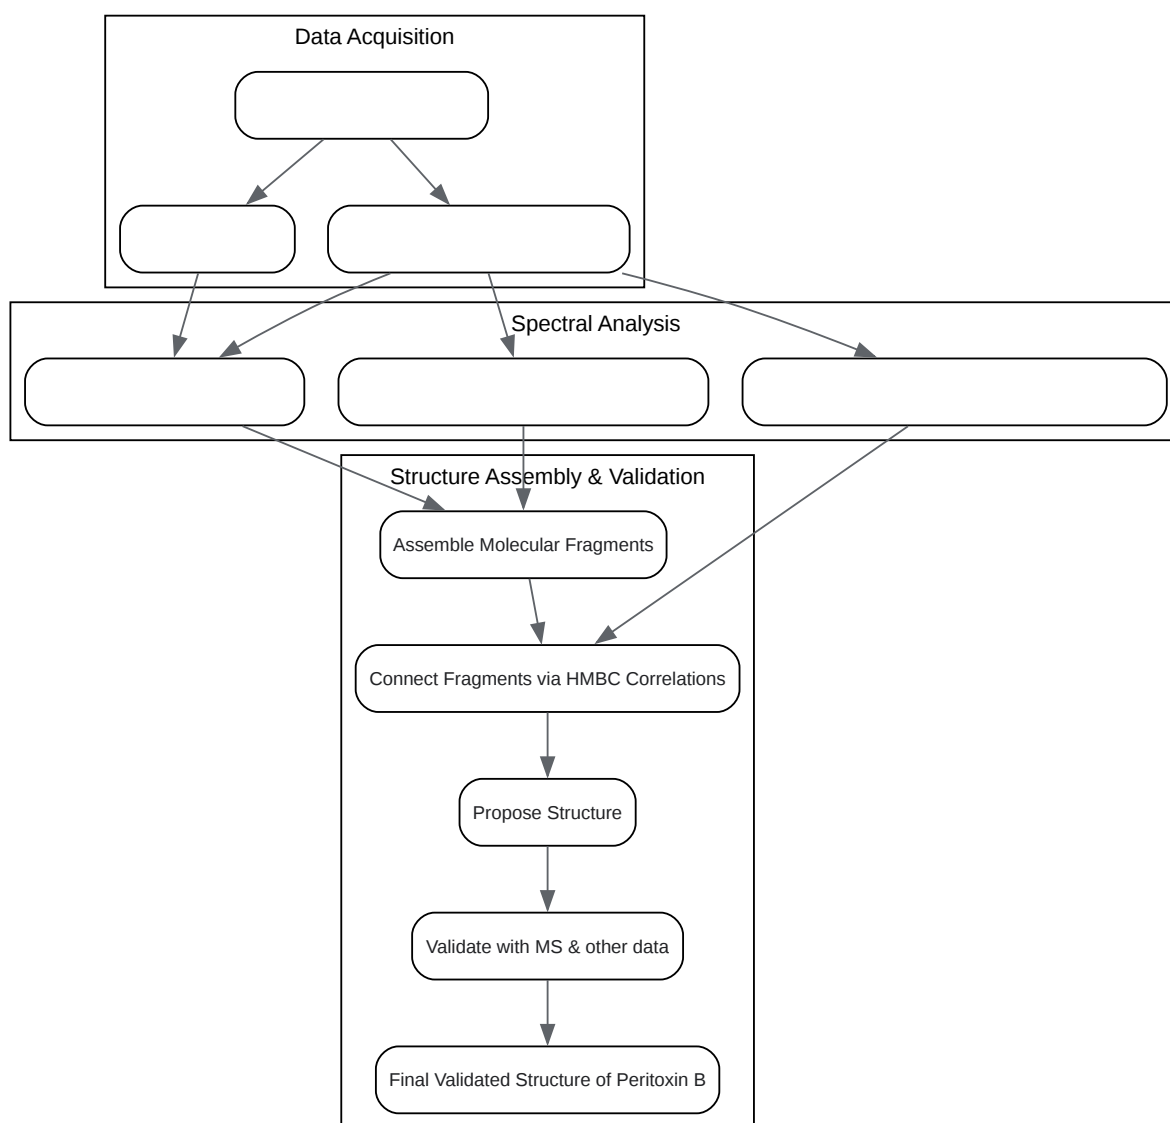 Data Acquisition
Spectral Analysis
Structure Assembly & Validation
Assemble Molecular Fragments
Connect Fragments via HMBC Correlations
Propose Structure
Validate with MS & other data
Final Validated Structure of Peritoxin B